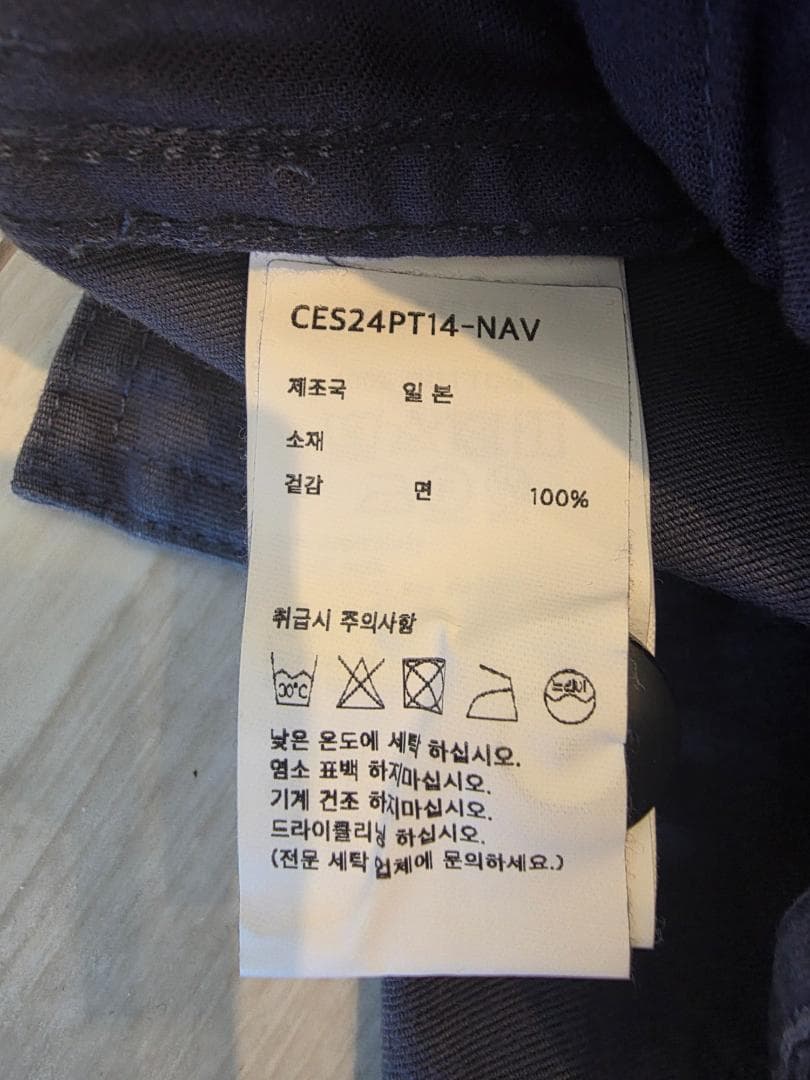 CES24PT14-NAV
제조국 일본
소재
겉감 면 100%
취급시 주의사항
30°C 드라이
낮은 온도에 세탁 하십시오.
염소 표백 하지마십시오.
기계 건조 하지마십시오.
드라이클리닝 하십시오.
(전문 세탁 업체에 문의하세요.)